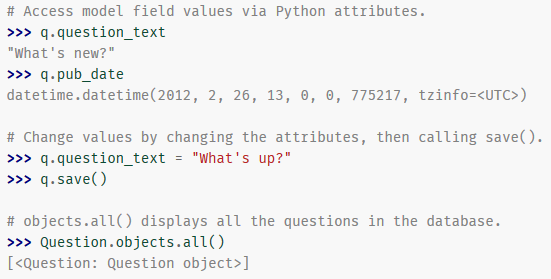 # Access model field values via Python attributes.
>>> q.question_text
"What's new?"
>>> q.pub_date
datetime.datetime(2012, 2, 26, 13, 0, 0, 775217, tzinfo=<UTC>)
# Change values by changing the attributes, then calling save().
>>> q.question_text = "What's up?"
>>> q.save()
# objects.all() displays all the questions in the database.
>>> Question.objects.all()
[<Question: Question object>]